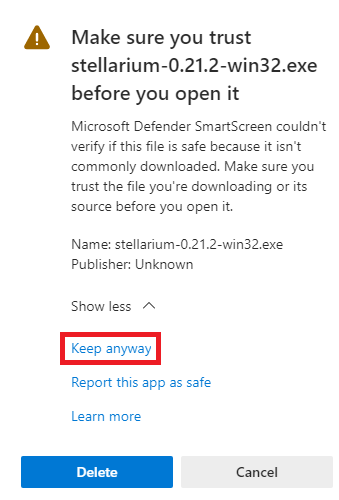 Make sure you trust
stellarium-0.21.2-win32.exe
before you open it
Microsoft Defender SmartScreen couldn't
verify if this file is safe because it isn't
commonly downloaded. Make sure you
trust the file you're downloading or its
source before you open it.
Name: stellarium-0.21.2-win32.exe
Publisher: Unknown
Show less
Keep anyway
Report this app as safe
Learn more
Delete
Cancel